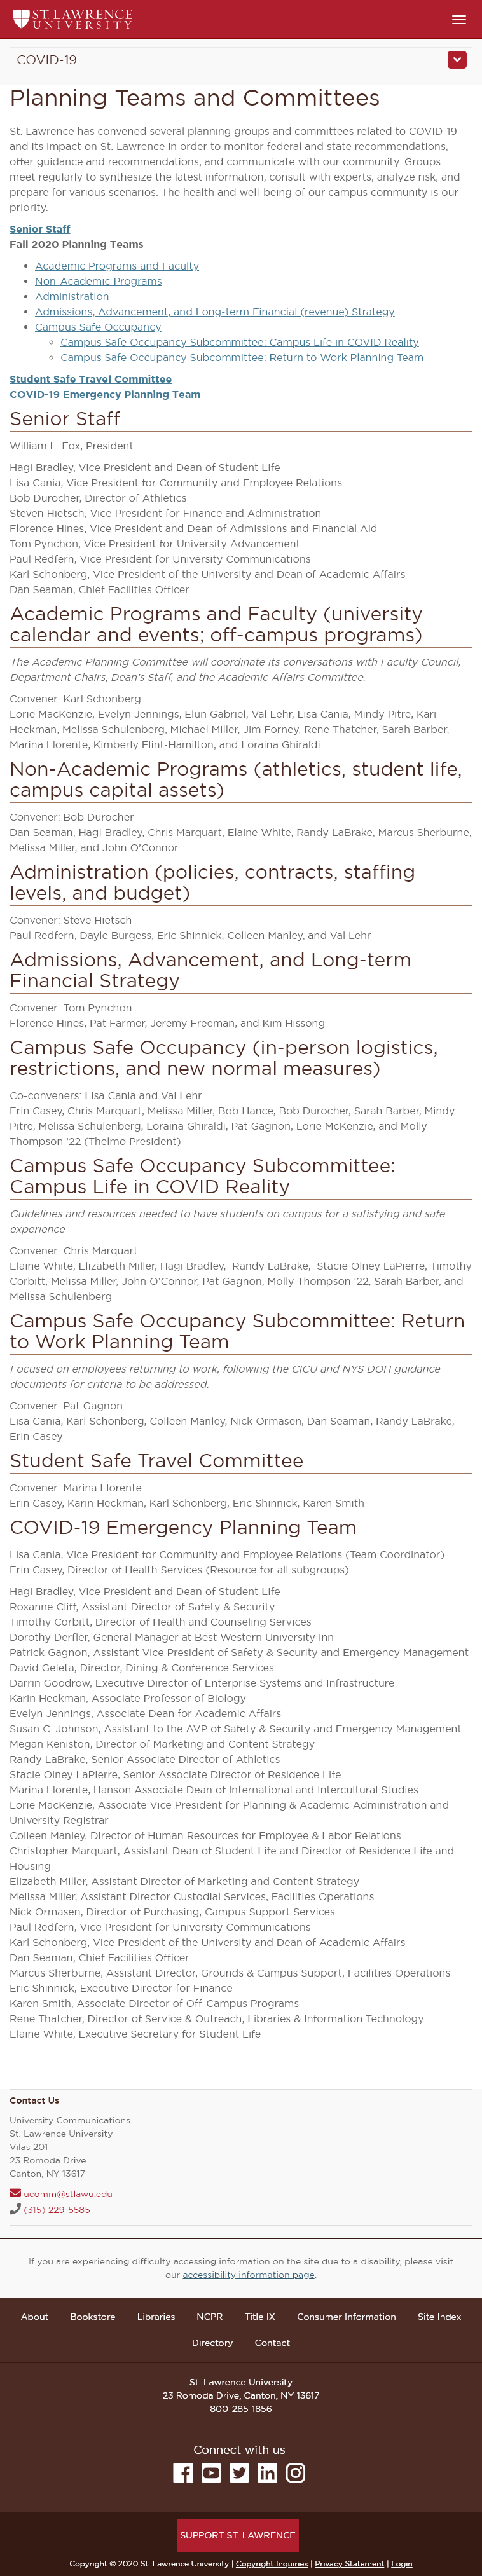 ST. LAWRENCE
UNIVERSITY
COVID-19
Planning Teams and Committees
St. Lawrence has convened several planning groups and committees related to COVID-19
and its impact on St. Lawrence in order to monitor federal and state recommendations,
offer guidance and recommendations, and communicate with our community. Groups
meet regularly to synthesize the latest information, consult with experts, analyze risk, and
prepare for various scenarios. The health and well-being of our campus community is our
priority.
Senior Staff
Fall 2020 Planning Teams
Academic Programs and Faculty
Non-Academic Programs
Administration
Admissions, Advancement, and Long-term Financial (revenue) Strategy
Campus Safe Occupancy
Campus Safe Occupancy Subcommittee: Campus Life in COVID Reality
Campus Safe Occupancy Subcommittee: Return to Work Planning Team
Student Safe Travel Committee
COVID-19 Emergency Planning Team
Senior Staff
William L. Fox, President
Hagi Bradley, Vice President and Dean of Student Life
Lisa Cania, Vice President for Community and Employee Relations
Bob Durocher, Director of Athletics
Steven Hietsch, Vice President for Finance and Administration
Florence Hines, Vice President and Dean of Admissions and Financial Aid
Tom Pynchon, Vice President for University Advancement
Paul Redfern, Vice President for University Communications
Karl Schonberg, Vice President of the University and Dean of Academic Affairs
Dan Seaman, Chief Facilities Officer
Academic Programs and Faculty (university
calendar and events; off-campus programs)
The Academic Planning Committee will coordinate its conversations with Faculty Council,
Department Chairs, Dean's Staff, and the Academic Affairs Committee.
Convener: Karl Schonberg
Lorie MacKenzie, Evelyn Jennings, Elun Gabriel, Val Lehr, Lisa Cania, Mindy Pitre, Kari
Heckman, Melissa Schulenberg, Michael Miller, Jim Forney, Rene Thatcher, Sarah Barber,
Marina Llorente, Kimberly Flint-Hamilton, and Loraina Ghiraldi
Non-Academic Programs (athletics, student life,
campus capital assets)
Convener: Bob Durocher
Dan Seaman, Hagi Bradley, Chris Marquart, Elaine White, Randy LaBrake, Marcus Sherburne,
Melissa Miller, and John O'Connor
Administration (policies, contracts, staffing
levels, and budget)
Convener: Steve Hietsch
Paul Redfern, Dayle Burgess, Eric Shinnick, Colleen Manley, and Val Lehr
Admissions, Advancement, and Long-term
Financial Strategy
Convener: Tom Pynchon
Florence Hines, Pat Farmer, Jeremy Freeman, and Kim Hissong
Campus Safe Occupancy (in-person logistics,
restrictions, and new normal measures)
Co-conveners: Lisa Cania and Val Lehr
Erin Casey, Chris Marquart, Melissa Miller, Bob Hance, Bob Durocher, Sarah Barber, Mindy
Pitre, Melissa Schulenberg, Loraina Ghiraldi, Pat Gagnon, Lorie McKenzie, and Molly
Thompson '22 (Thelmo President)
Campus Safe Occupancy Subcommittee:
Campus Life in COVID Reality
Guidelines and resources needed to have students on campus for a satisfying and safe
experience
Convener: Chris Marquart
Elaine White, Elizabeth Miller, Hagi Bradley, Randy LaBrake, Stacie Olney LaPierre, Timothy
Corbitt, Melissa Miller, John O'Connor, Pat Gagnon, Molly Thompson '22, Sarah Barber, and
Melissa Schulenberg
Campus Safe Occupancy Subcommittee: Return
to Work Planning Team
Focused on employees returning to work, following the CICU and NYS DOH guidance
documents for criteria to be addressed.
Convener: Pat Gagnon
Lisa Cania, Karl Schonberg, Colleen Manley, Nick Ormasen, Dan Seaman, Randy LaBrake,
Erin Casey
Student Safe Travel Committee
Convener: Marina Llorente
Erin Casey, Karin Heckman, Karl Schonberg, Eric Shinnick, Karen Smith
COVID-19 Emergency Planning Team
Lisa Cania, Vice President for Community and Employee Relations (Team Coordinator)
Erin Casey, Director of Health Services (Resource for all subgroups)
Hagi Bradley, Vice President and Dean of Student Life
Roxanne Cliff, Assistant Director of Safety & Security
Timothy Corbitt, Director of Health and Counseling Services
Dorothy Derfler, General Manager at Best Western University Inn
Patrick Gagnon, Assistant Vice President of Safety & Security and Emergency Management
David Geleta, Director, Dining & Conference Services
Darrin Goodrow, Executive Director of Enterprise Systems and Infrastructure
Karin Heckman, Associate Professor of Biology
Evelyn Jennings, Associate Dean for Academic Affairs
Susan C. Johnson, Assistant to the AVP of Safety & Security and Emergency Management
Megan Keniston, Director of Marketing and Content Strategy
Randy LaBrake, Senior Associate Director of Athletics
Stacie Olney LaPierre, Senior Associate Director of Residence Life
Marina Llorente, Hanson Associate Dean of International and Intercultural Studies
Lorie MacKenzie, Associate Vice President for Planning & Academic Administration and
University Registrar
Colleen Manley, Director of Human Resources for Employee & Labor Relations
Christopher Marquart, Assistant Dean of Student Life and Director of Residence Life and
Housing
Elizabeth Miller, Assistant Director of Marketing and Content Strategy
Melissa Miller, Assistant Director Custodial Services, Facilities Operations
Nick Ormasen, Director of Purchasing, Campus Support Services
Paul Redfern, Vice President for University Communications
Karl Schonberg, Vice President of the University and Dean of Academic Affairs
Dan Seaman, Chief Facilities Officer
Marcus Sherburne, Assistant Director, Grounds & Campus Support, Facilities Operations
Eric Shinnick, Executive Director for Finance
Karen Smith, Associate Director of Off-Campus Programs
Rene Thatcher, Director of Service & Outreach, Libraries & Information Technology
Elaine White, Executive Secretary for Student Life
Contact Us
University Communications
St. Lawrence University
Vilas 201
23 Romoda Drive
Canton, NY 13617
ucomm@stlawu.edu
(315) 229-5585
If you are experiencing difficulty accessing information on the site due to a disability, please visit
our accessibility information page.
About Bookstore Libraries NCPR Title IX Consumer Information Site Index
Directory Contact
St. Lawrence University
23 Romoda Drive, Canton, NY 13617
800-285-1856
Connect with us
SUPPORT ST. LAWRENCE
Copyright © 2020 St. Lawrence University | Copyright Inquiries | Privacy Statement | Login